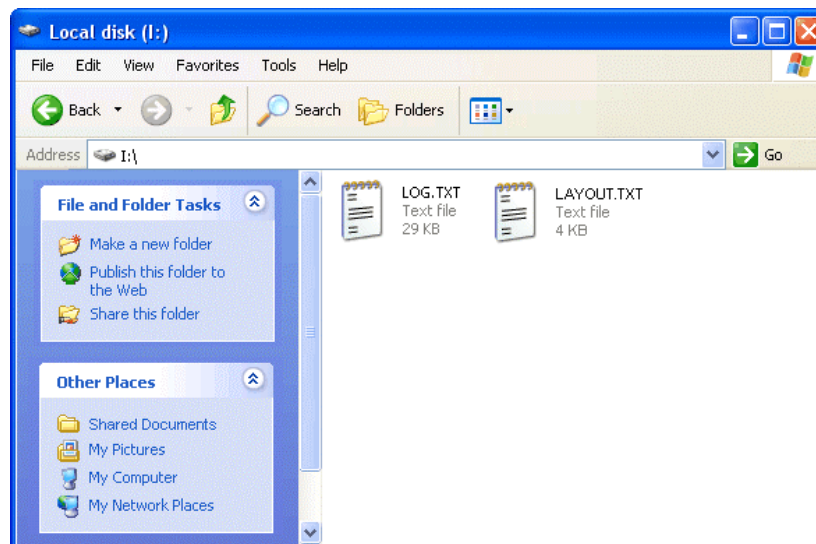 Local disk (I:)
File Edit View Favorites Tools Help
Back Search Folders
Address I:\ Go
File and Folder Tasks
Make a new folder
Publish this folder to
the Web
Share this folder
Other Places
Shared Documents
My Pictures
My Computer
My Network Places
LOG.TXT
Text file
29 KB
LAYOUT.TXT
Text file
4 KB